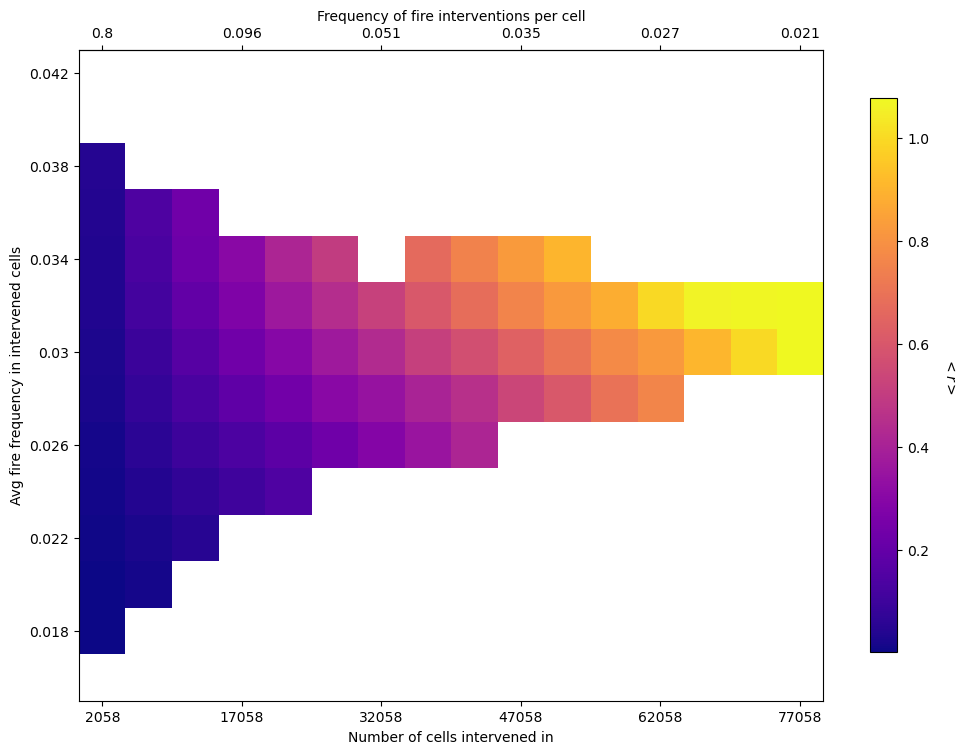 Frequency of fire interventions per cell
0.8 0.096 0.051 0.035 0.027 0.021
0.042
0.038
0.034
0.03
0.026
0.022
0.018
Avg fire frequency in intervened cells
2058 17058 32058 47058 62058 77058
Number of cells intervened in
1.0
0.8
0.6
0.4
0.2
<r>